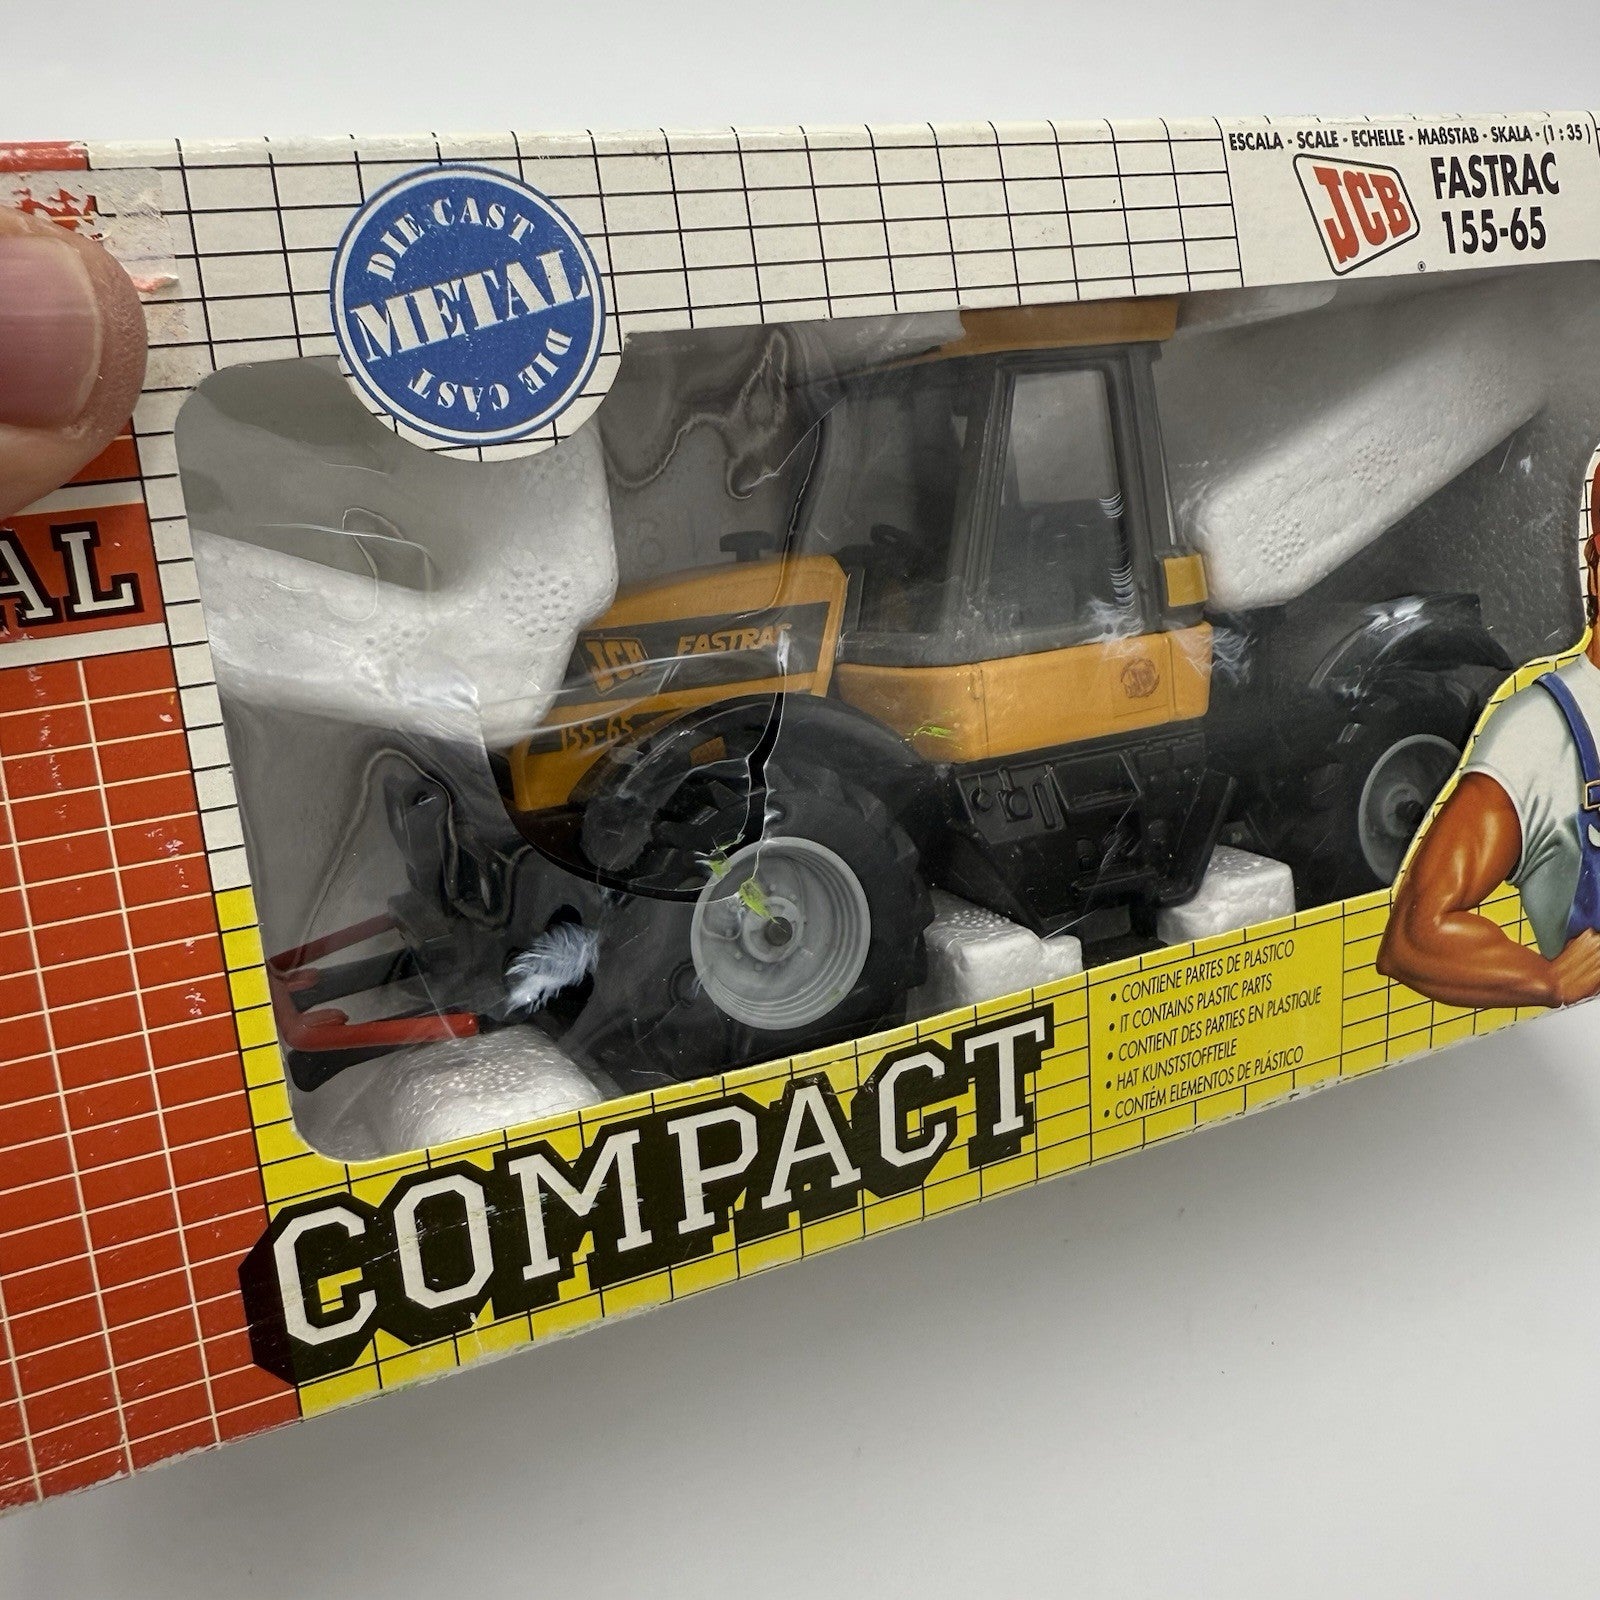 ESCALA - SCALE - ECHELLE - MAßSTAB - SKALA - (1 : 35)
JCB
FASTRAC
155-65
DIE CAST
METAL
DIE CAST
AL
JCB FASTRAC
155-65
JCB
• CONTIENE PARTES DE PLASTICO
• IT CONTAINS PLASTIC PARTS
• CONTIENT DES PARTIES EN PLASTIQUE
• HAT KUNSTSTOFFTEILE
• CONTÉM ELEMENTOS DE PLÁSTICO
COMPACT